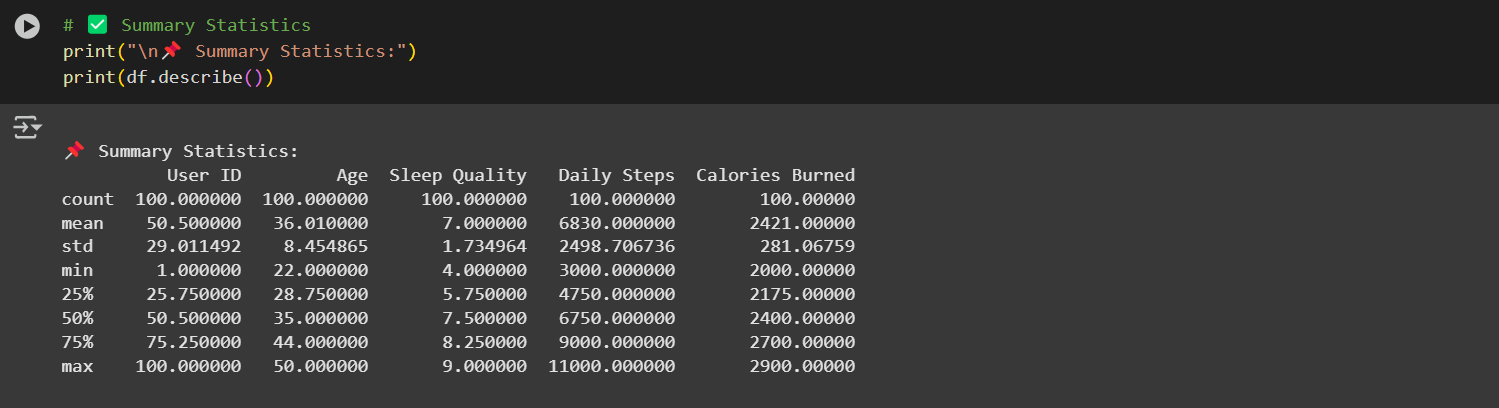 # ✅ Summary Statistics
print("\n📌 Summary Statistics:")
print(df.describe())
📌 Summary Statistics:
User ID Age Sleep Quality Daily Steps Calories Burned
count 100.000000 100.000000 100.000000 100.000000 100.00000
mean 50.500000 36.010000 7.000000 6830.000000 2421.00000
std 29.011492 8.454865 1.734964 2498.706736 281.06759
min 1.000000 22.000000 4.000000 3000.000000 2000.00000
25% 25.750000 28.750000 5.750000 4750.000000 2175.00000
50% 50.500000 35.000000 7.500000 6750.000000 2400.00000
75% 75.250000 44.000000 8.250000 9000.000000 2700.00000
max 100.000000 50.000000 9.000000 11000.000000 2900.00000